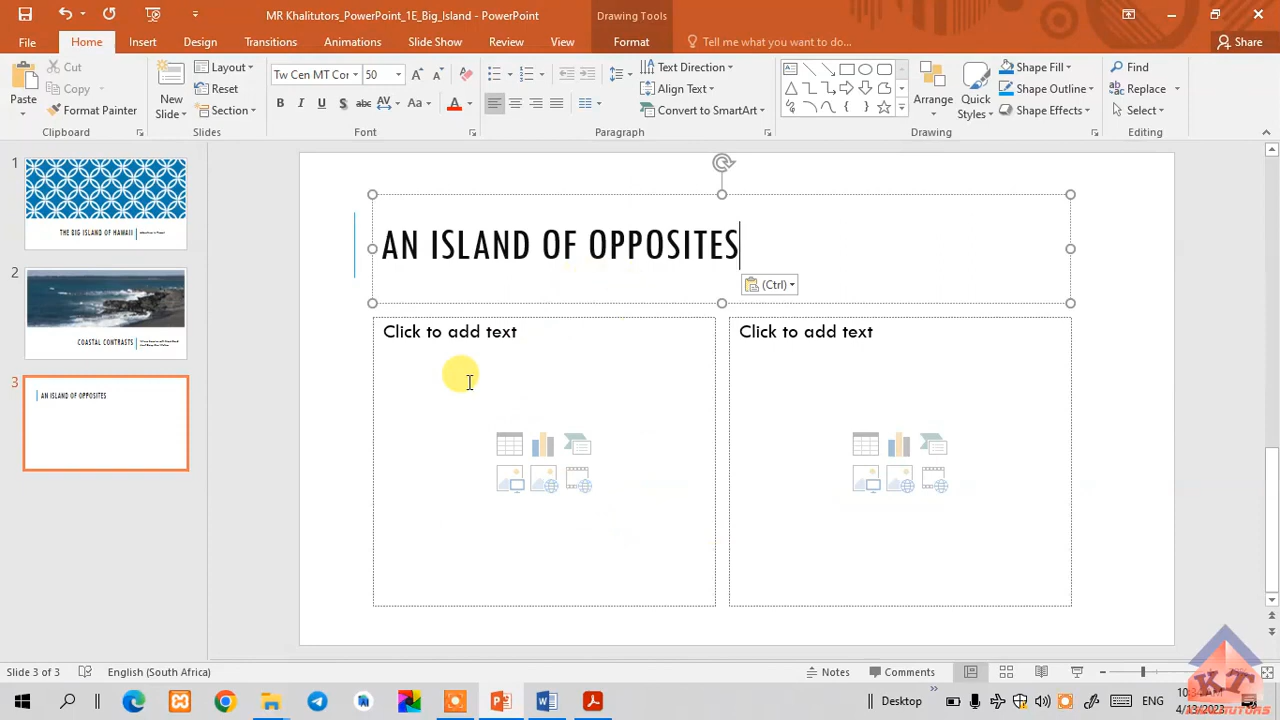 MR Khalitutors_PowerPoint_1E_Big_Island - PowerPoint
Drawing Tools
File Home Insert Design Transitions Animations Slide Show Review View Format Tell me what you want to do... Share
Paste Cut Copy Format Painter
Clipboard
New Slide Layout Reset Section
Slides
Tw Cen MT Cor 50
B I U S abc AV Aa A
Font
Text Direction Align Text Convert to SmartArt
Paragraph
Arrange Quick Styles Shape Fill Shape Outline Shape Effects
Drawing
Find Replace Select
Editing
1
THE BIG ISLAND OF HAWAII
2
COASTAL CONTRASTS
3
AN ISLAND OF OPPOSITES
AN ISLAND OF OPPOSITES
(Ctrl)
Click to add text
Click to add text
Slide 3 of 3 English (South Africa) Notes Comments
Desktop ENG
4/13/2023
KT